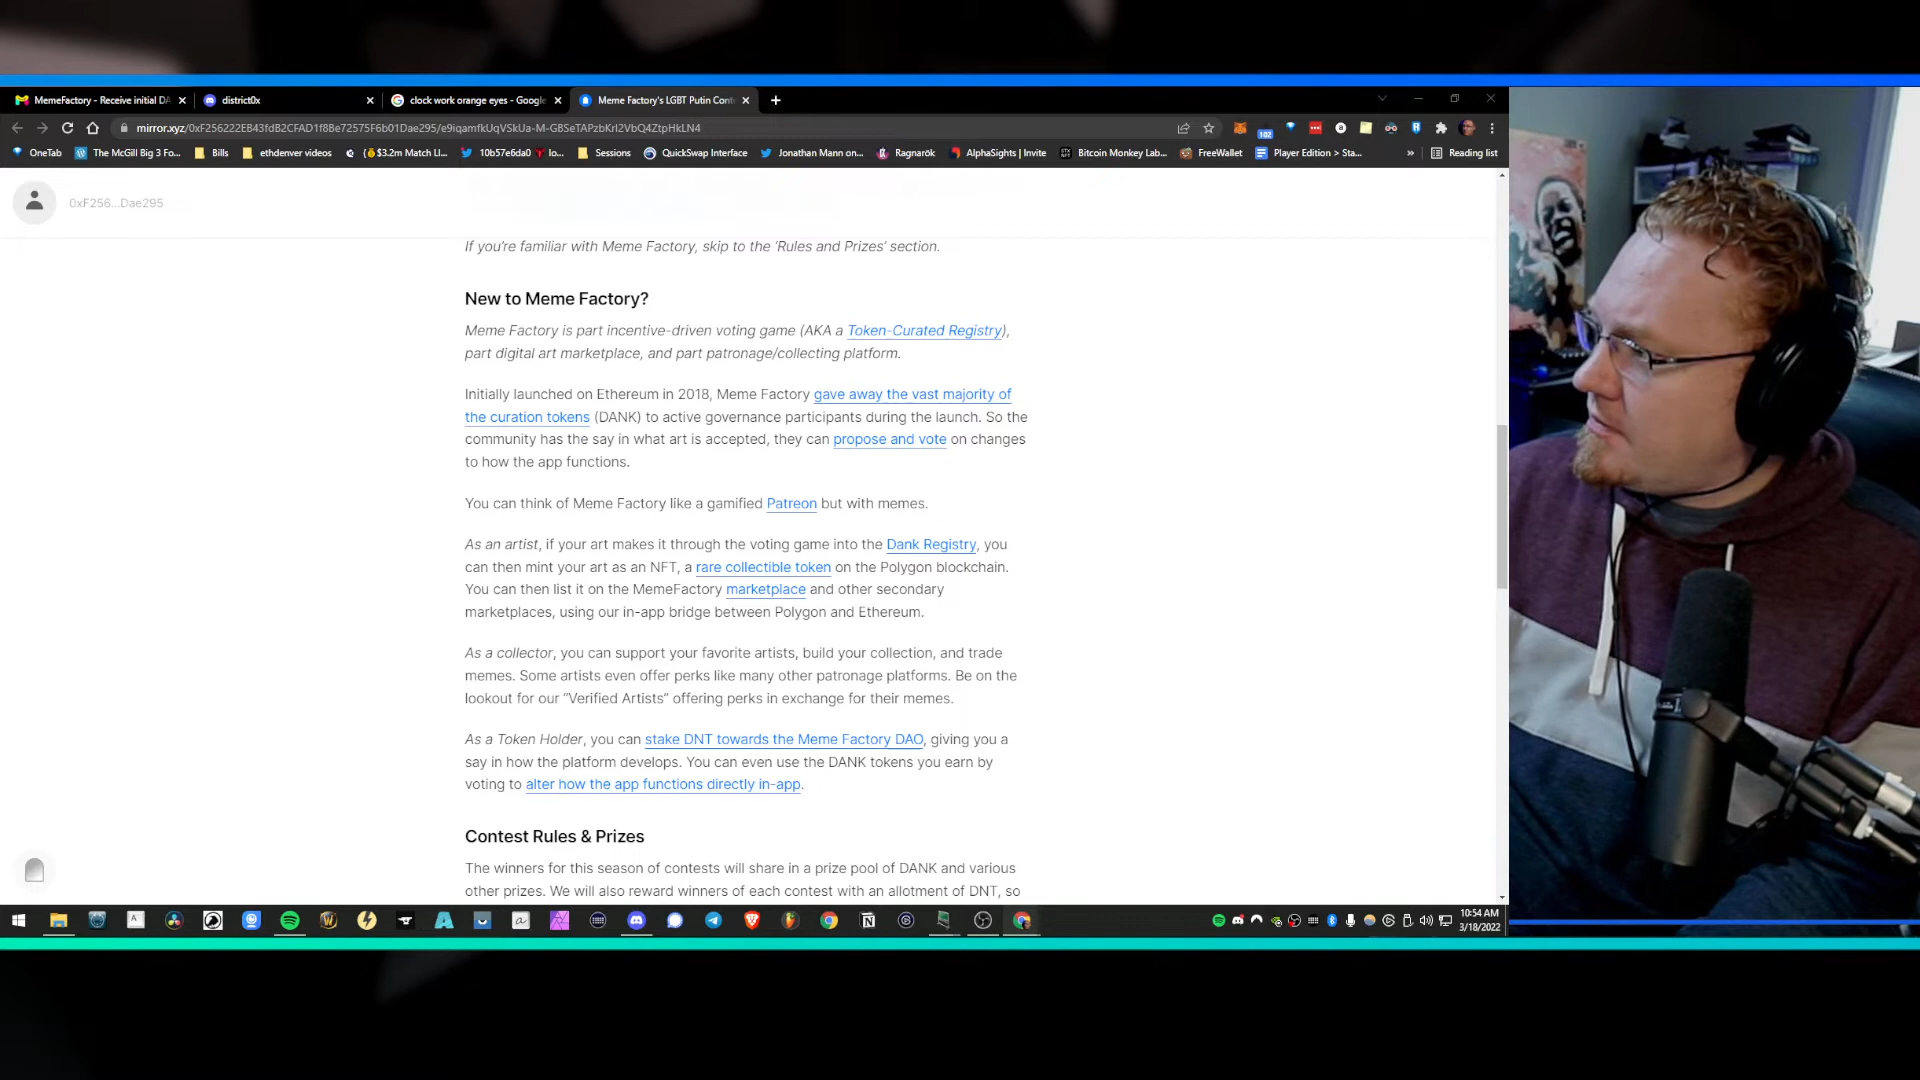 MemeFactory - Receive initial DA
district0x
clock work orange eyes - Google
Meme Factory's LGBT Putin Cont
mirror.xyz/0xF256222EB43fdB2CFAD1f8Be72575F6b01Dae295/e9iqamfkUqVSkUa-M-GBSeTAPzbKrI2VbQ4ZtpHkLN4
102
OneTab
The McGill Big 3 Fo...
Bills
ethdenver videos
($3.2m Match LI...
10b57e6da0
lo...
Sessions
QuickSwap Interface
Jonathan Mann on...
Ragnarök
AlphaSights | Invite
Bitcoin Monkey Lab...
FreeWallet
Player Edition > Sta...
»
Reading list
0xF256...Dae295
If you're familiar with Meme Factory, skip to the 'Rules and Prizes' section.
New to Meme Factory?
Meme Factory is part incentive-driven voting game (AKA a Token-Curated Registry),
part digital art marketplace, and part patronage/collecting platform.
Initially launched on Ethereum in 2018, Meme Factory gave away the vast majority of
the curation tokens (DANK) to active governance participants during the launch. So the
community has the say in what art is accepted, they can propose and vote on changes
to how the app functions.
You can think of Meme Factory like a gamified Patreon but with memes.
As an artist, if your art makes it through the voting game into the Dank Registry, you
can then mint your art as an NFT, a rare collectible token on the Polygon blockchain.
You can then list it on the MemeFactory marketplace and other secondary
marketplaces, using our in-app bridge between Polygon and Ethereum.
As a collector, you can support your favorite artists, build your collection, and trade
memes. Some artists even offer perks like many other patronage platforms. Be on the
lookout for our “Verified Artists” offering perks in exchange for their memes.
As a Token Holder, you can stake DNT towards the Meme Factory DAO, giving you a
say in how the platform develops. You can even use the DANK tokens you earn by
voting to alter how the app functions directly in-app.
Contest Rules & Prizes
The winners for this season of contests will share in a prize pool of DANK and various
other prizes. We will also reward winners of each contest with an allotment of DNT, so
10:54 AM
3/18/2022